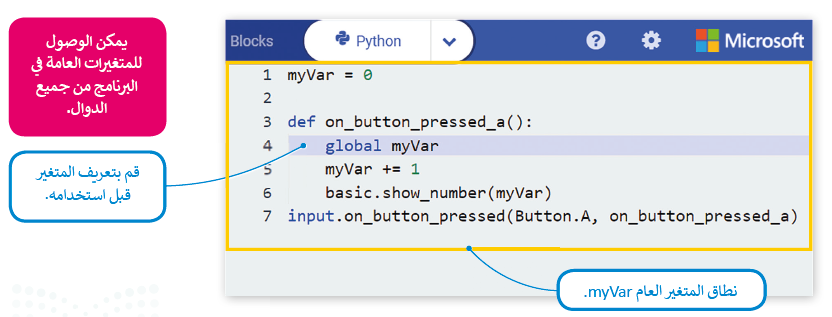 يمكن الوصول
للمتغيرات العامة في
البرنامج من جميع
الدوال.
قم بتعريف المتغير
قبل استخدامه.
Blocks Python Microsoft
1 myVar = 0
2
3 def on_button_pressed_a():
4 global myVar
5 myVar += 1
6 basic.show_number(myVar)
7 input.on_button_pressed(Button.A, on_button_pressed_a)
نطاق المتغير العام myVar.